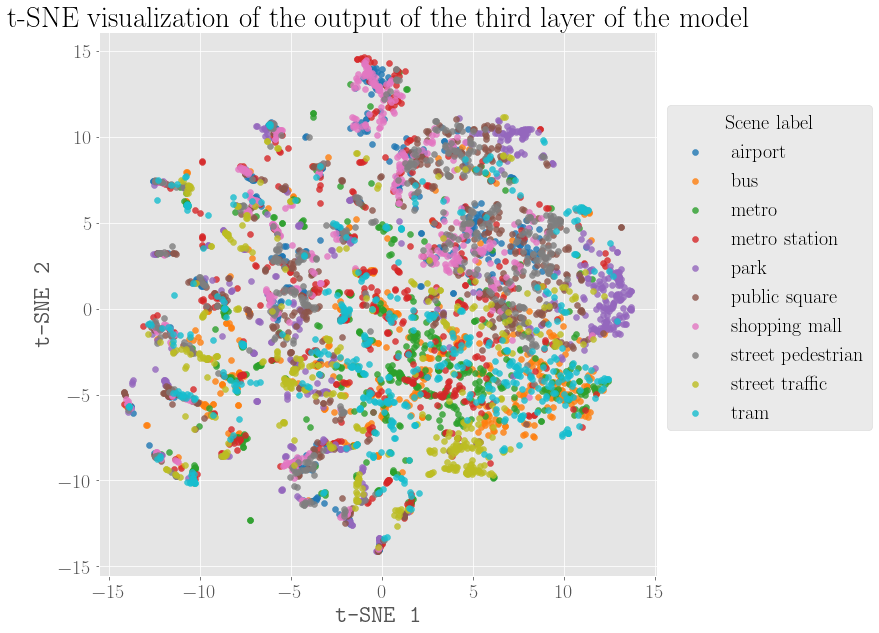 t-SNE visualization of the output of the third layer of the model
15
10
5
0
−5
−10
−15
−15
−10
−5
0
5
10
15
t-SNE 1
t-SNE 2
Scene label
airport
bus
metro
metro station
park
public square
shopping mall
street pedestrian
street traffic
tram